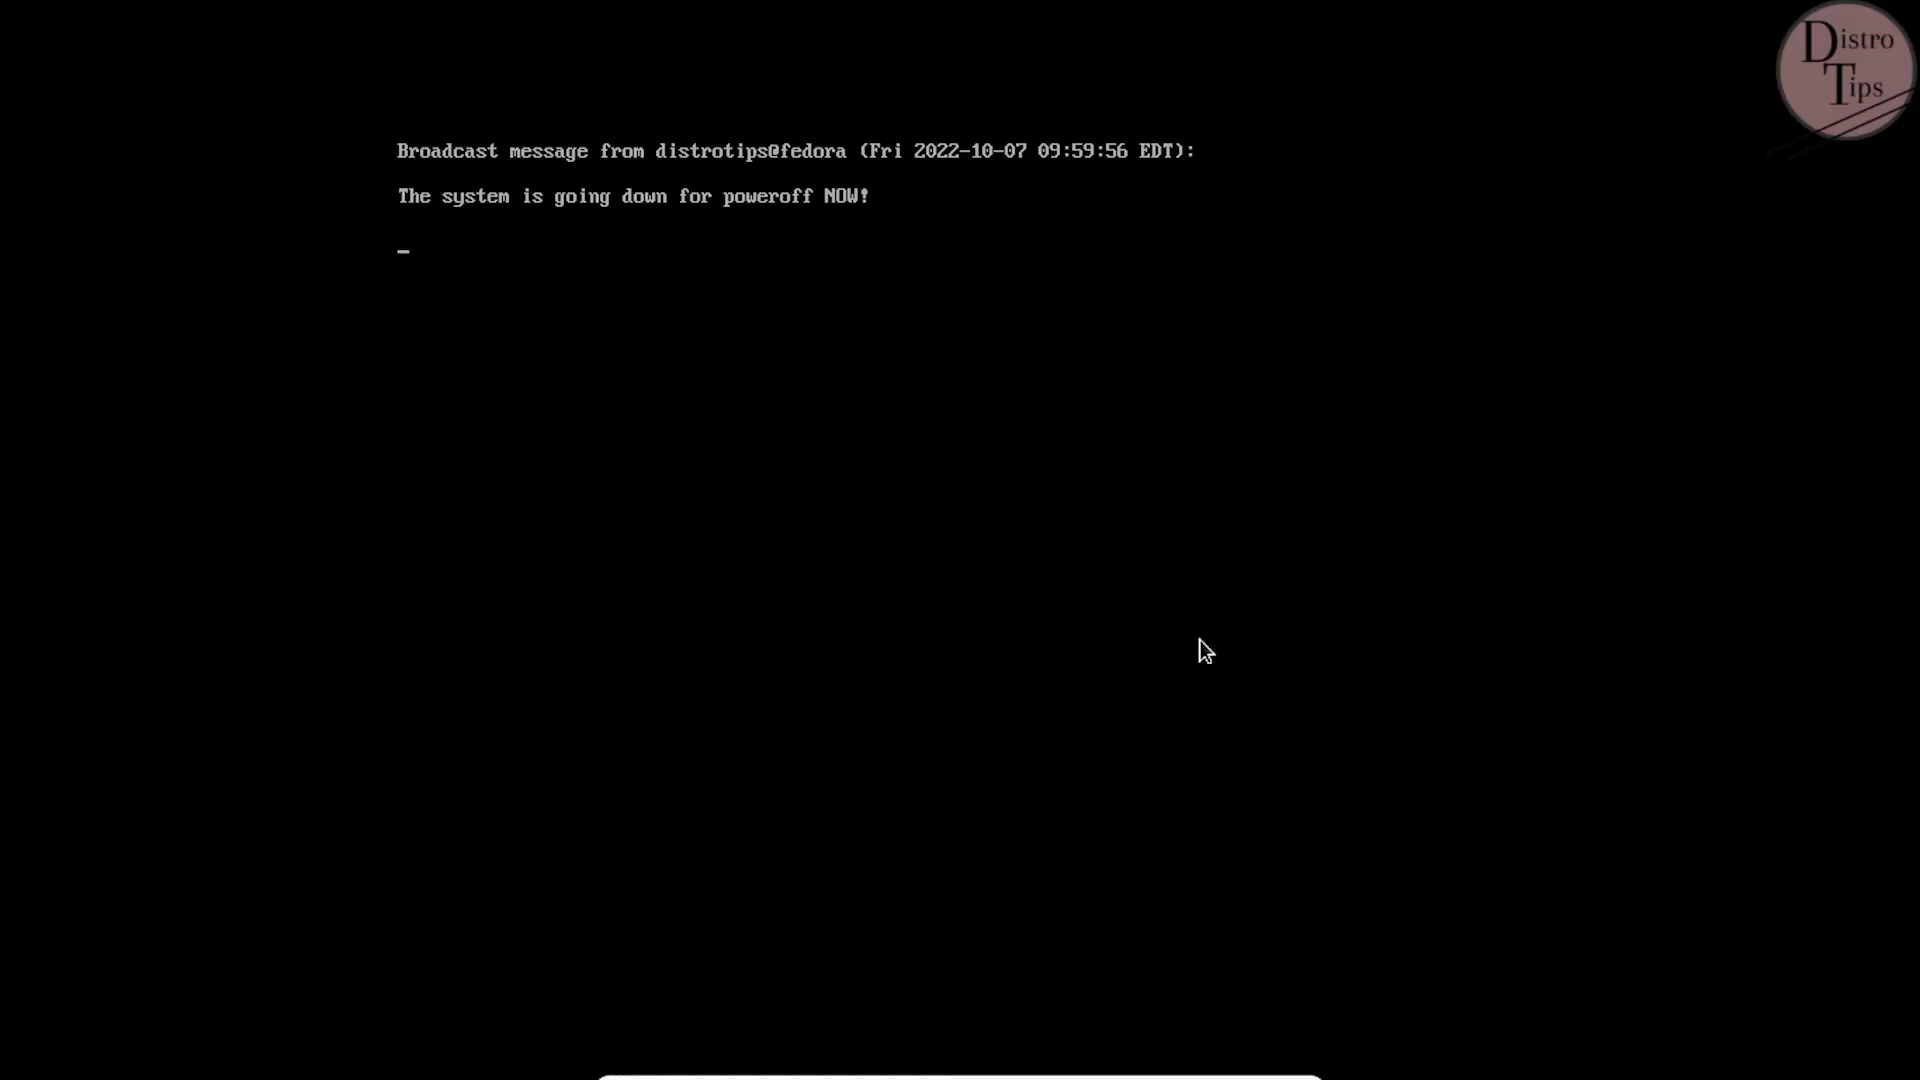 Distro
Tips
Broadcast message from distrotips@fedora (Fri 2022-10-07 09:59:56 EDT):
The system is going down for poweroff NOW!